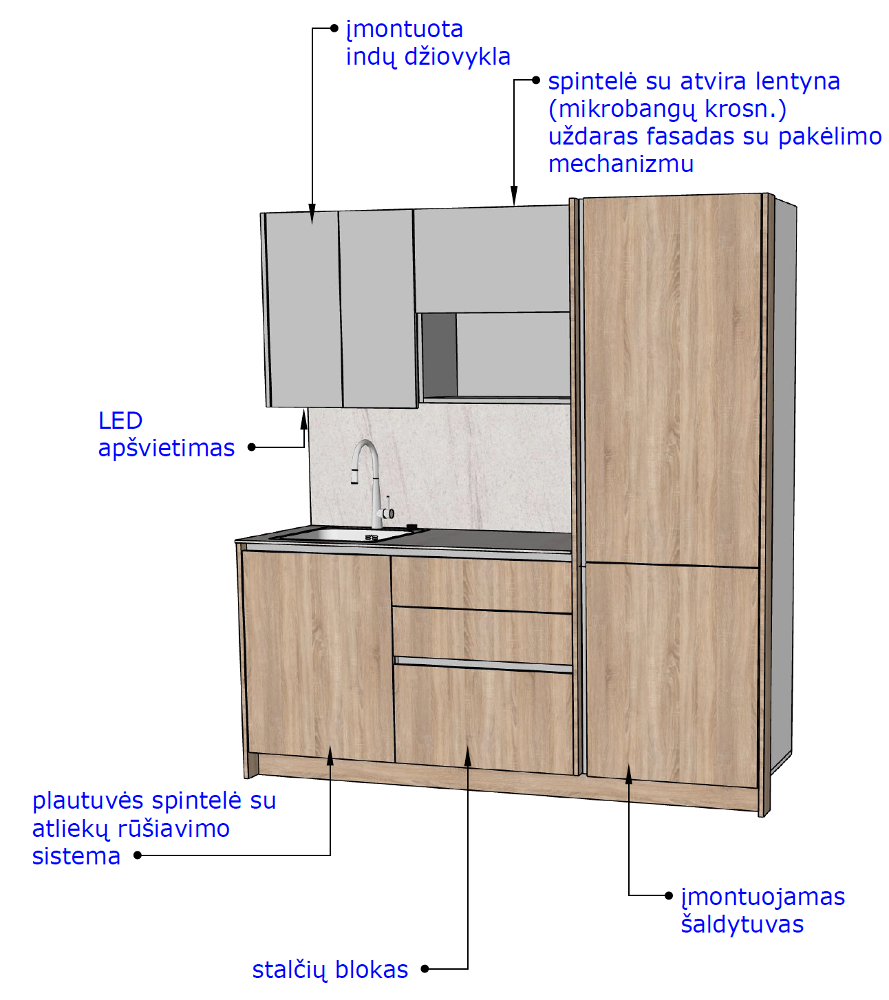 įmontuota
indų džiovykla
spintelė su atvira lentyna
(mikrobangų krosn.)
uždaras fasadas su pakėlimo
mechanizmu
LED
apšvietimas
plautuvės spintelė su
atliekų rūšiavimo
sistema
įmontuojamas
šaldytuvas
stalčių blokas